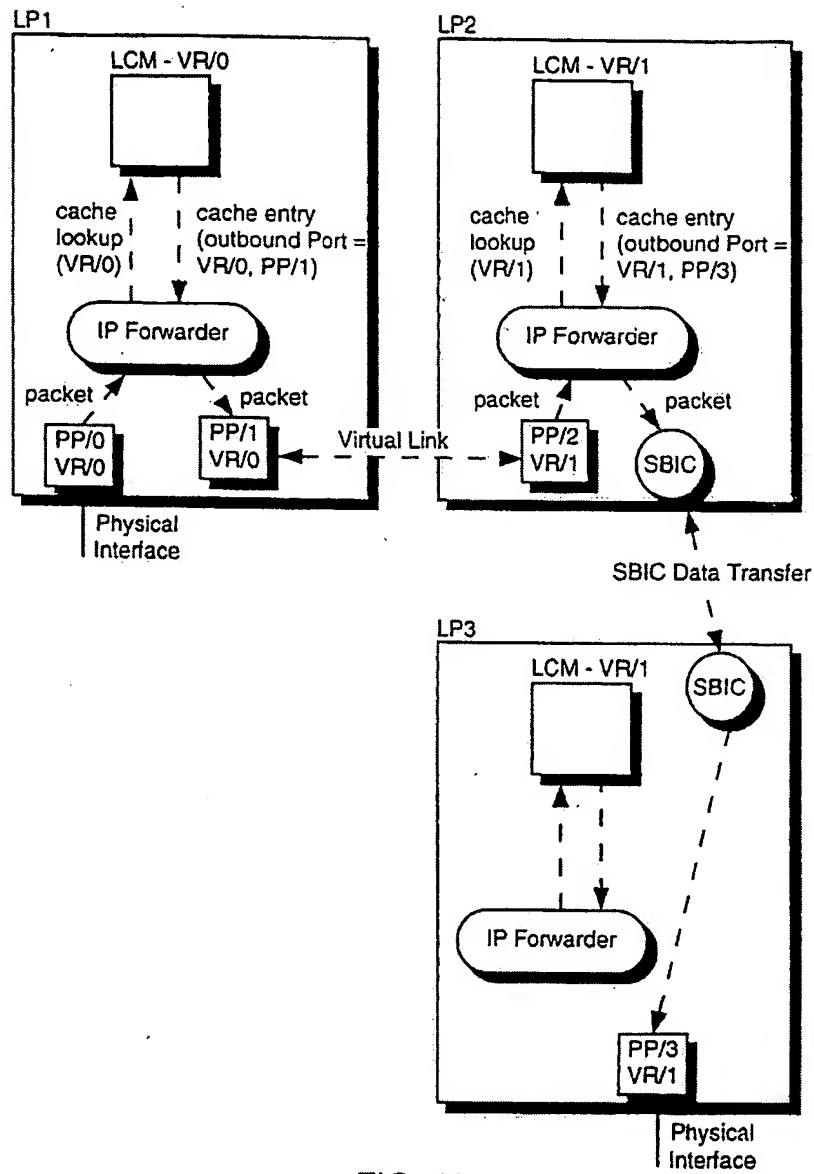 LP1
LCM - VR/0
cache
lookup
(VR/0)
cache entry
(outbound Port =
VR/0, PP/1)
IP Forwarder
packet
packet
PP/0
VR/0
PP/1
VR/0
Physical
Interface
Virtual Link
LP2
LCM - VR/1
cache
lookup
(VR/1)
cache entry
(outbound Port =
VR/1, PP/3)
IP Forwarder
packet
packet
PP/2
VR/1
SBIC
SBIC Data Transfer
LP3
LCM - VR/1
SBIC
IP Forwarder
PP/3
VR/1
Physical
Interface